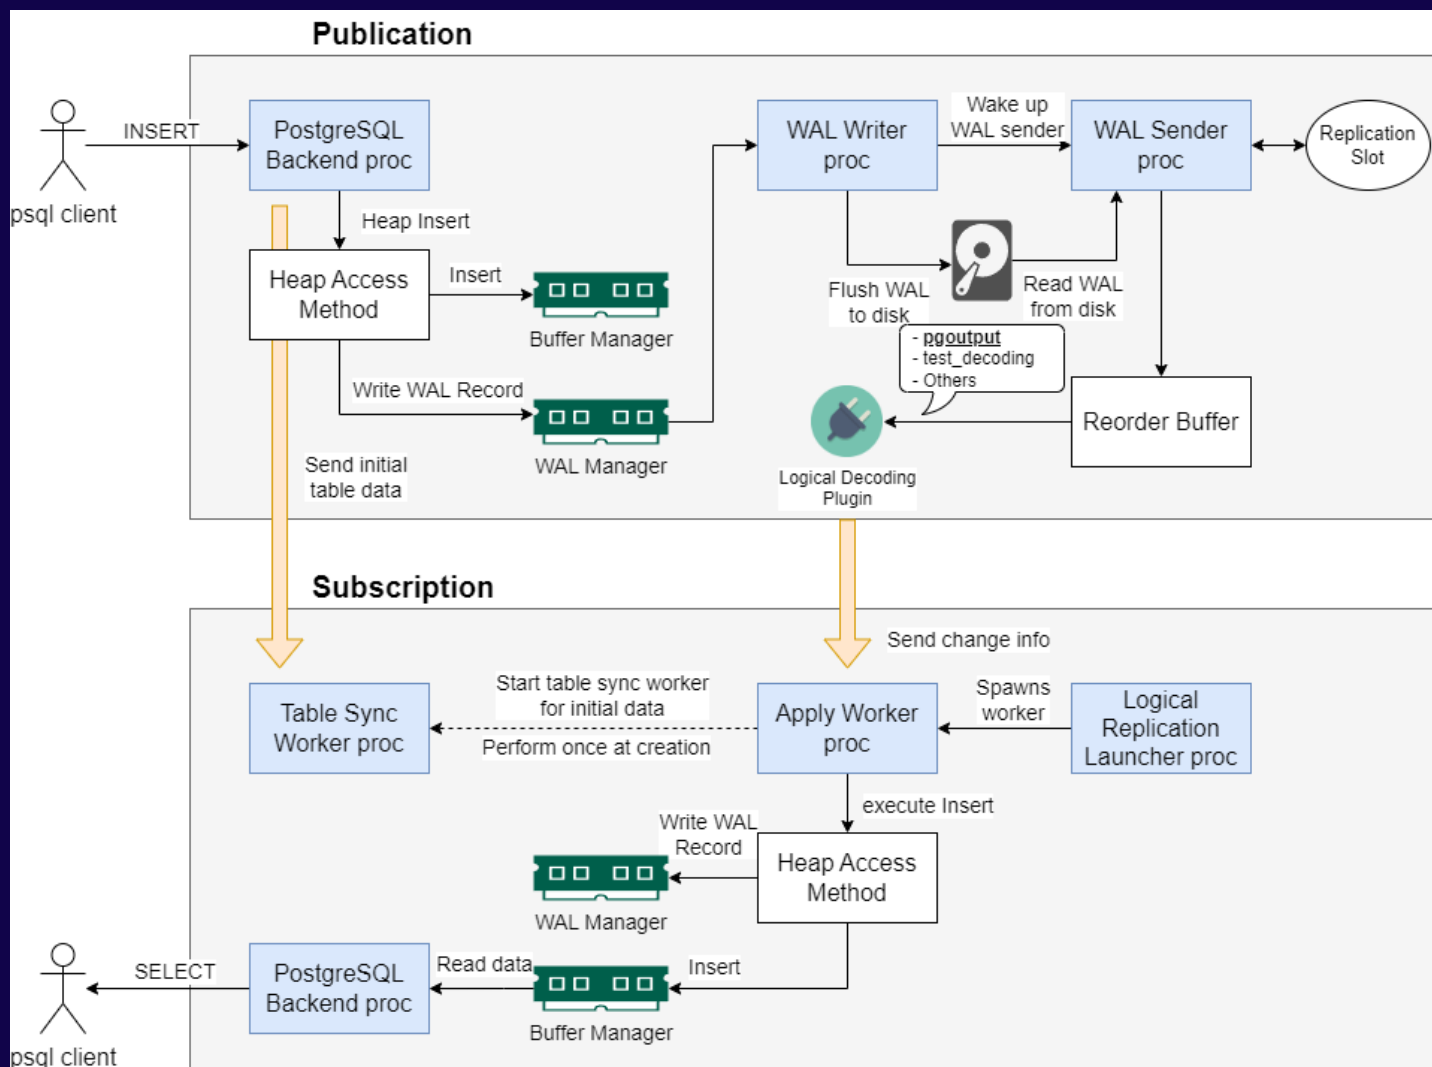 Publication
psql client
INSERT
PostgreSQL
Backend proc
Heap Insert
Heap Access
Method
Insert
Buffer Manager
Write WAL Record
WAL Manager
Send initial
table data
WAL Writer
proc
Wake up
WAL sender
WAL Sender
proc
Replication
Slot
Flush WAL
to disk
Read WAL
from disk
- pgoutput
- test_decoding
- Others
Reorder Buffer
Logical Decoding
Plugin
Subscription
Send change info
Table Sync
Worker proc
Start table sync worker
for initial data
Perform once at creation
Apply Worker
proc
Spawns
worker
Logical
Replication
Launcher proc
execute Insert
Write WAL
Record
Heap Access
Method
WAL Manager
psql client
SELECT
PostgreSQL
Backend proc
Read data
Insert
Buffer Manager